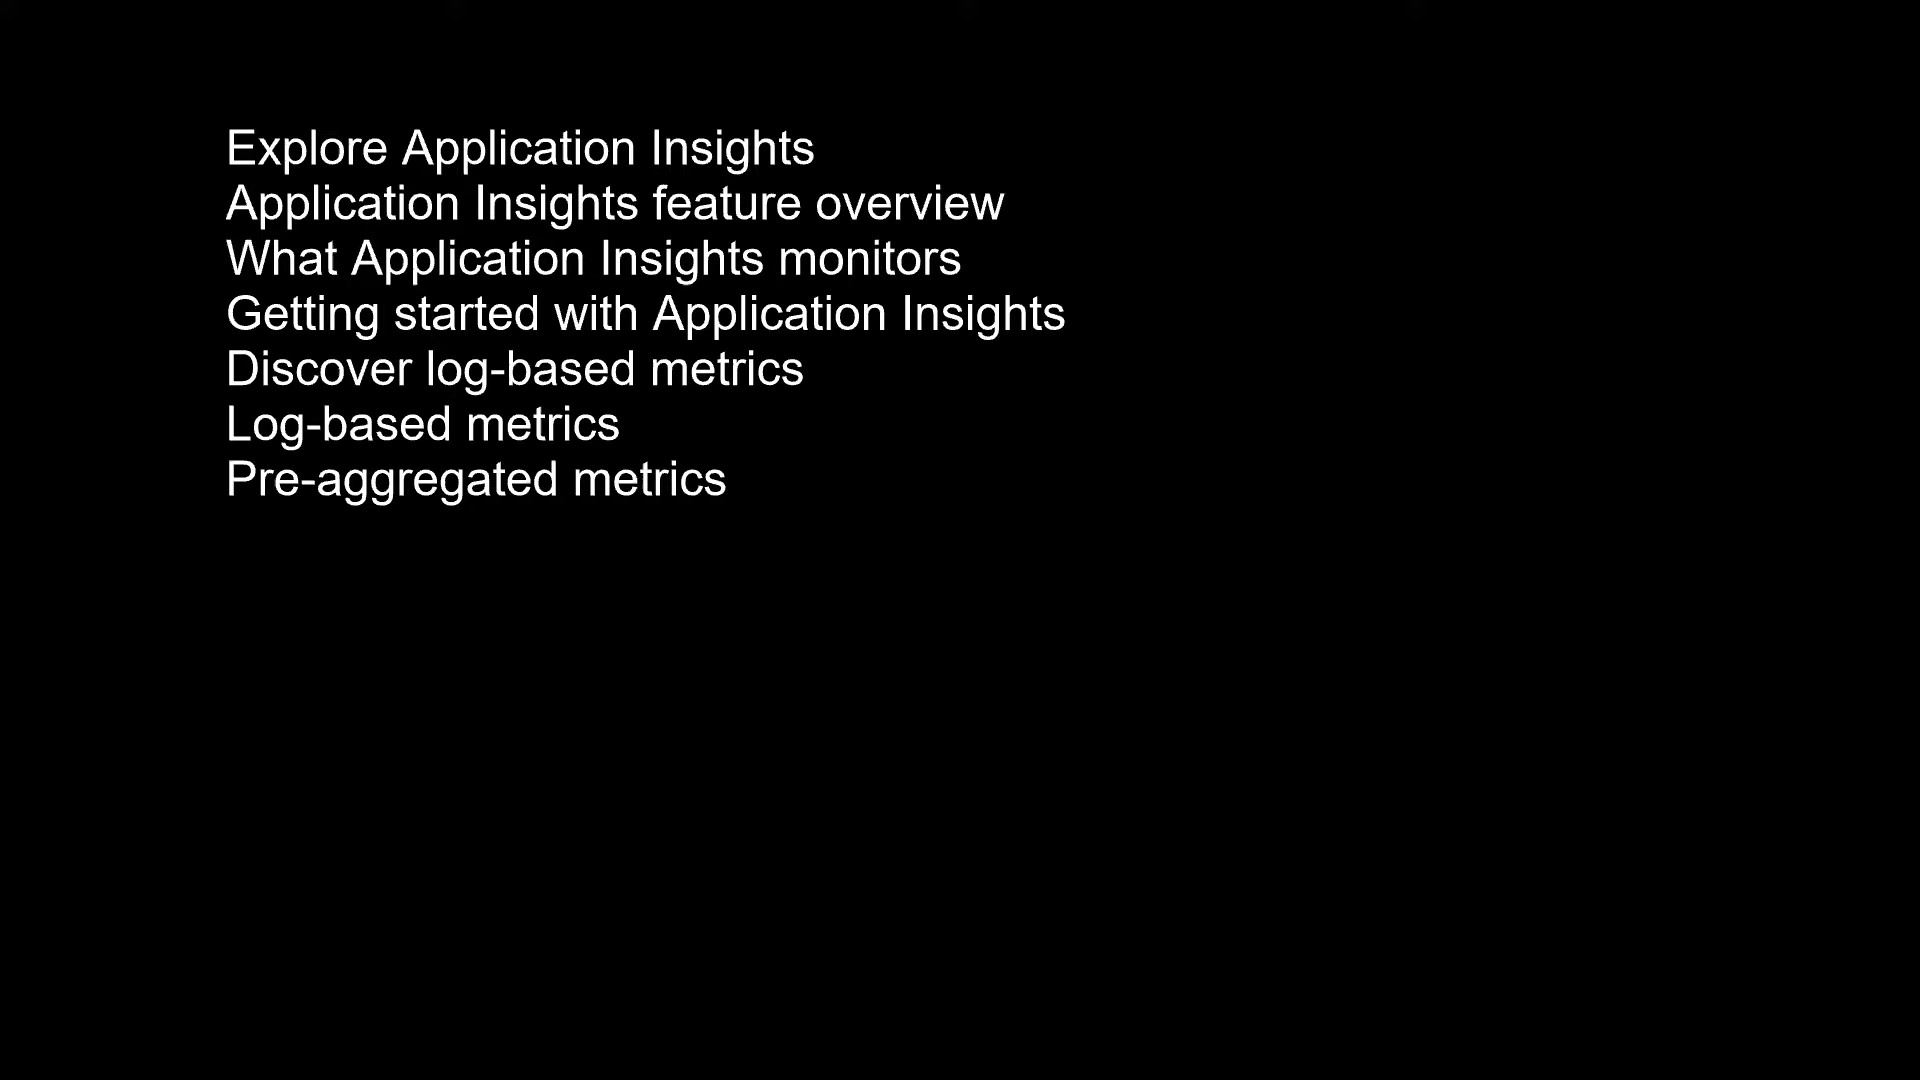 Explore Application Insights
Application Insights feature overview
What Application Insights monitors
Getting started with Application Insights
Discover log-based metrics
Log-based metrics
Pre-aggregated metrics